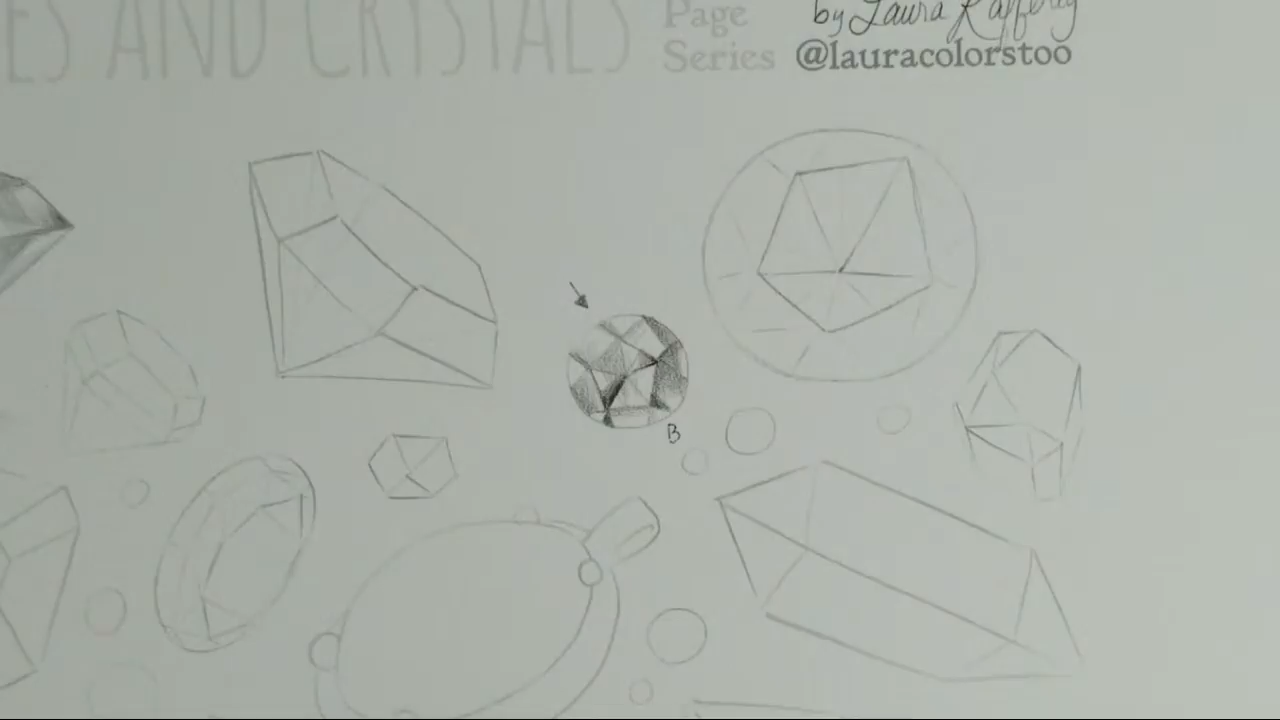 ES AND CRYSTALS
Page
Series
by Laura Rafferty
@lauracolorstoo
B